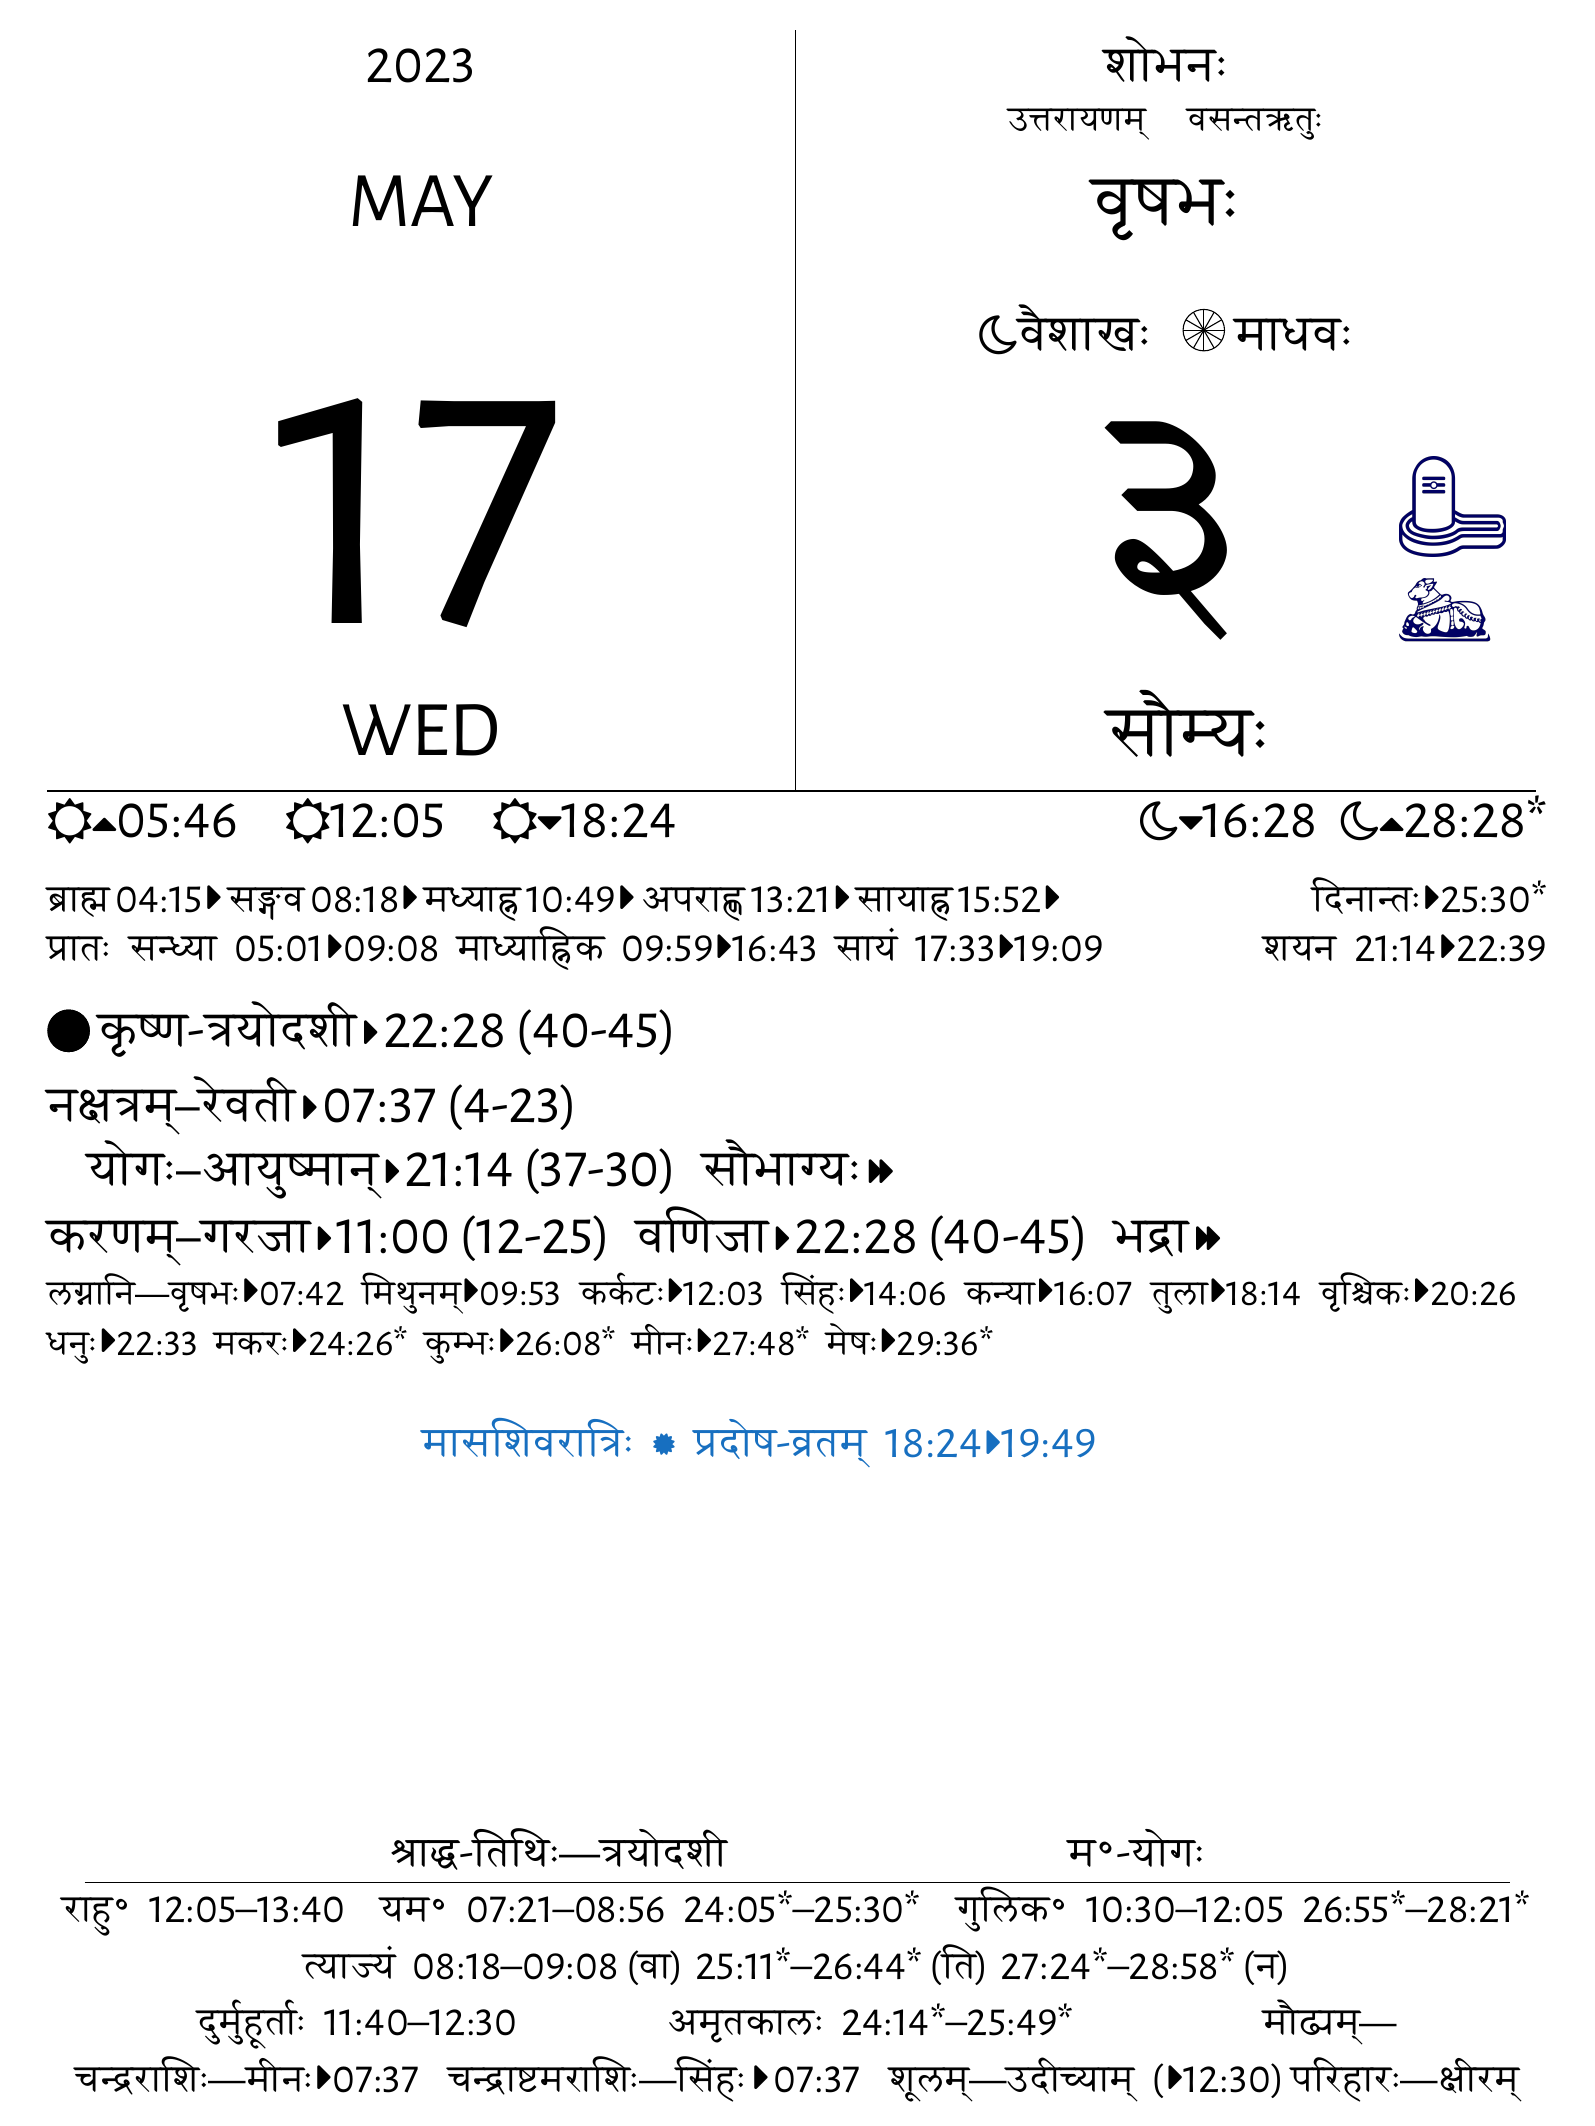 2023
MAY
17
WED
शोभनः
उत्तरायणम् वसन्तऋतुः
वृषभः
वैशाखः माधवः
३
सौम्यः
05:46 12:05 18:24 16:28 28:28*
ब्राह्म 04:15 सङ्गव 08:18 मध्याह्न 10:49 अपराह्ण 13:21 सायाह्न 15:52 दिनान्तः 25:30*
प्रातः सन्ध्या 05:01 09:08 माध्याह्निक 09:59 16:43 सायं 17:33 19:09 शयन 21:14 22:39
कृष्ण-त्रयोदशी 22:28 (40-45)
नक्षत्रम्–रेवती 07:37 (4-23)
योगः–आयुष्मान् 21:14 (37-30) सौभाग्यः
करणम्–गरजा 11:00 (12-25) वणिजा 22:28 (40-45) भद्रा
लग्नानि—वृषभः 07:42 मिथुनम् 09:53 कर्कटः 12:03 सिंहः 14:06 कन्या 16:07 तुला 18:14 वृश्चिकः 20:26
धनुः 22:33 मकरः 24:26* कुम्भः 26:08* मीनः 27:48* मेषः 29:36*
मासशिवरात्रिः प्रदोष-व्रतम् 18:24 19:49
श्राद्ध-तिथिः—त्रयोदशी म॰-योगः
राहु॰ 12:05–13:40 यम॰ 07:21–08:56 24:05*–25:30* गुलिक॰ 10:30–12:05 26:55*–28:21*
त्याज्यं 08:18–09:08 (वा) 25:11*–26:44* (ति) 27:24*–28:58* (न)
दुर्मुहूर्ताः 11:40–12:30 अमृतकालः 24:14*–25:49* मौढ्यम्—
चन्द्रराशिः—मीनः 07:37 चन्द्राष्टमराशिः—सिंहः 07:37 शूलम्—उदीच्याम् (12:30) परिहारः—क्षीरम्